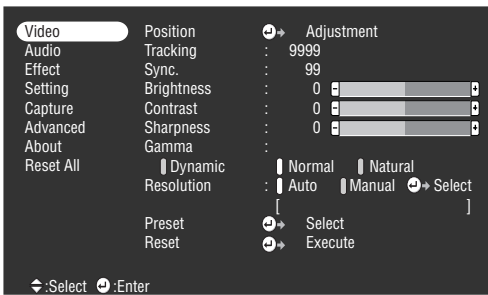 Video Position Adjustment
Audio Tracking : 9999
Effect Sync. : 99
Setting Brightness : 0 - +
Capture Contrast : 0 - +
Advanced Sharpness : 0 - +
About Gamma :
Reset All Dynamic Normal Natural
Resolution : Auto Manual Select
[ ]
Preset Select
Reset Execute
:Select :Enter